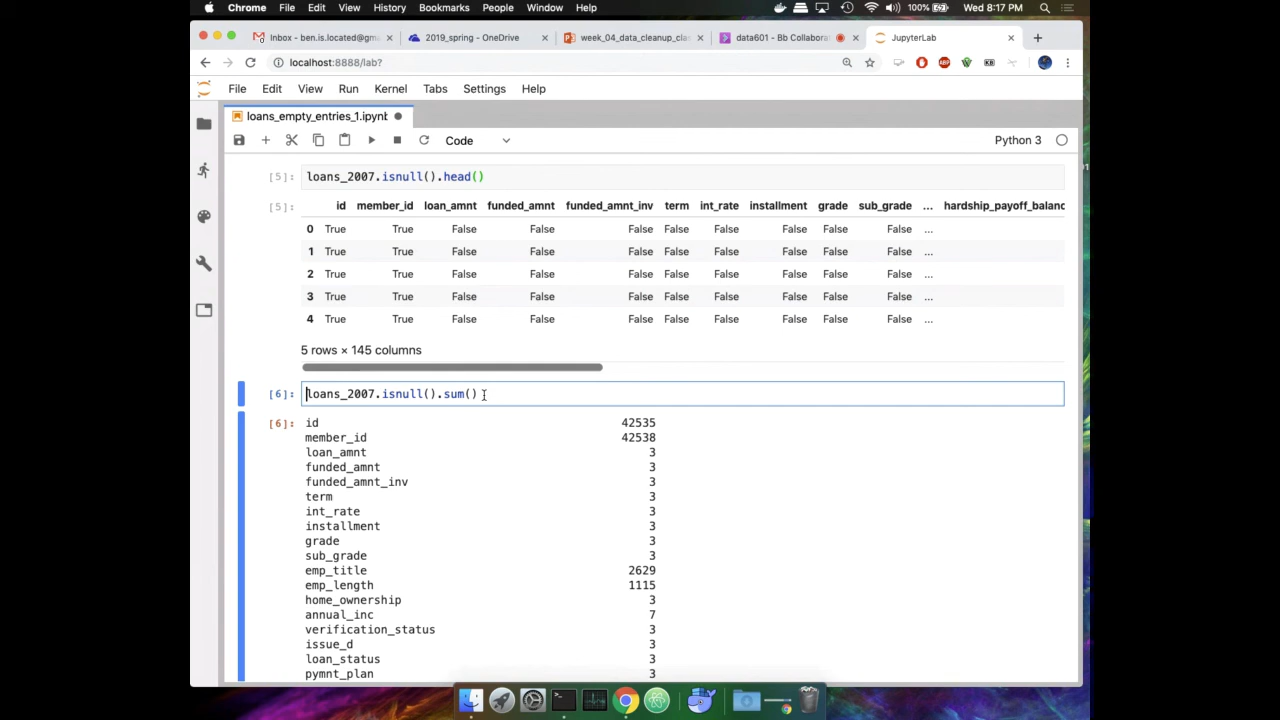 Chrome File Edit View History Bookmarks People Window Help 100% Wed 8:17 PM
Inbox - ben.is.located@gm 2019_spring - OneDrive week_04_data_cleanup_cla data601 - Bb Collabora JupyterLab
localhost:8888/lab?
File Edit View Run Kernel Tabs Settings Help
loans_empty_entries_1.ipynb
Code Python 3
[5]: loans_2007.isnull().head()
[5]: id member_id loan_amnt funded_amnt funded_amnt_inv term int_rate installment grade sub_grade ... hardship_payoff_balanc
0 True True False False False False False False False False ...
1 True True False False False False False False False False ...
2 True True False False False False False False False False ...
3 True True False False False False False False False False ...
4 True True False False False False False False False False ...
5 rows × 145 columns
[6]: loans_2007.isnull().sum()
[6]: id 42535
member_id 42538
loan_amnt 3
funded_amnt 3
funded_amnt_inv 3
term 3
int_rate 3
installment 3
grade 3
sub_grade 3
emp_title 2629
emp_length 1115
home_ownership 3
annual_inc 7
verification_status 3
issue_d 3
loan_status 3
pymnt_plan 3